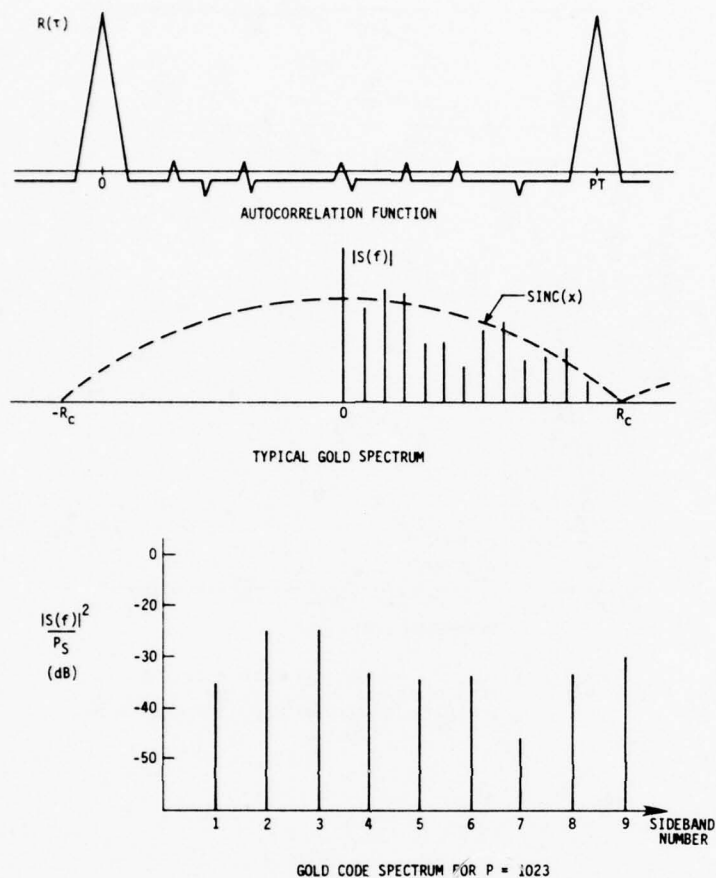 R(τ)
0
PT
AUTOCORRELATION FUNCTION
|S(f)|
SINC(x)
-R_c
0
R_c
TYPICAL GOLD SPECTRUM
0
-20
-30
-40
-50
|S(f)|²
P_S
(dB)
1 2 3 4 5 6 7 8 9 SIDEBAND
NUMBER
GOLD CODE SPECTRUM FOR P = 1023